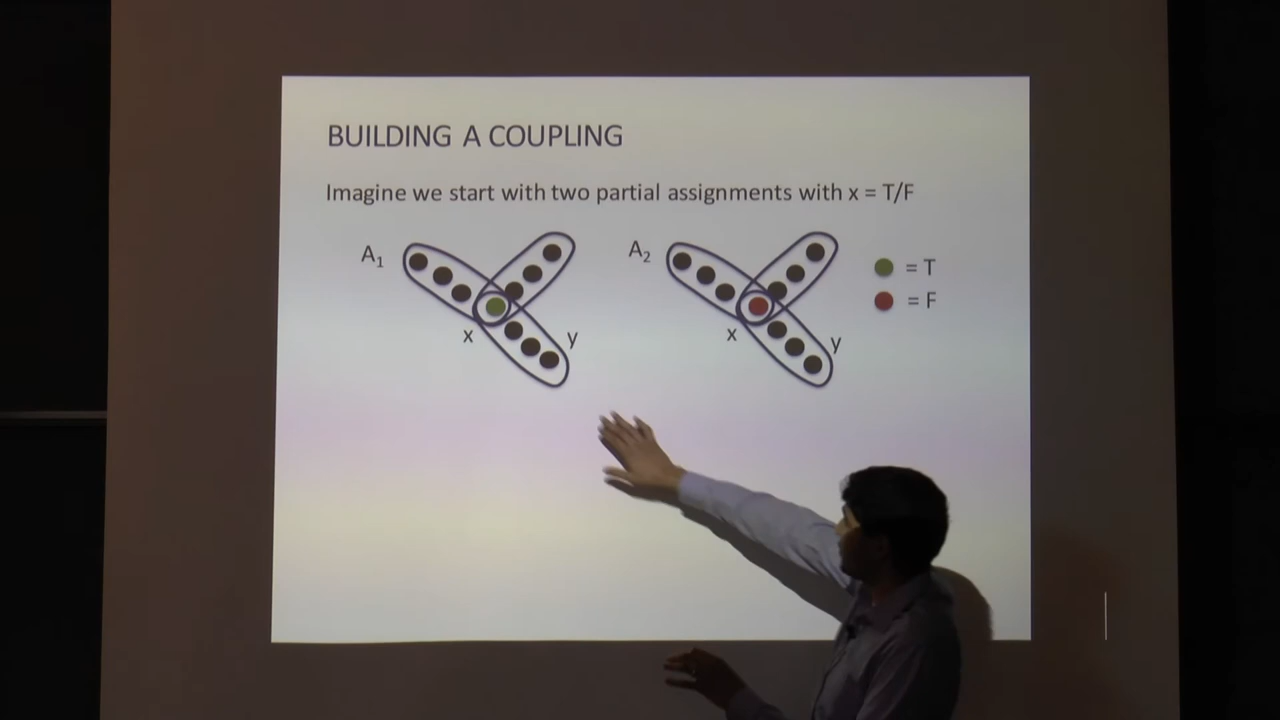 BUILDING A COUPLING
Imagine we start with two partial assignments with x = T/F
A₁
A₂
= T
= F
x
y
x
y